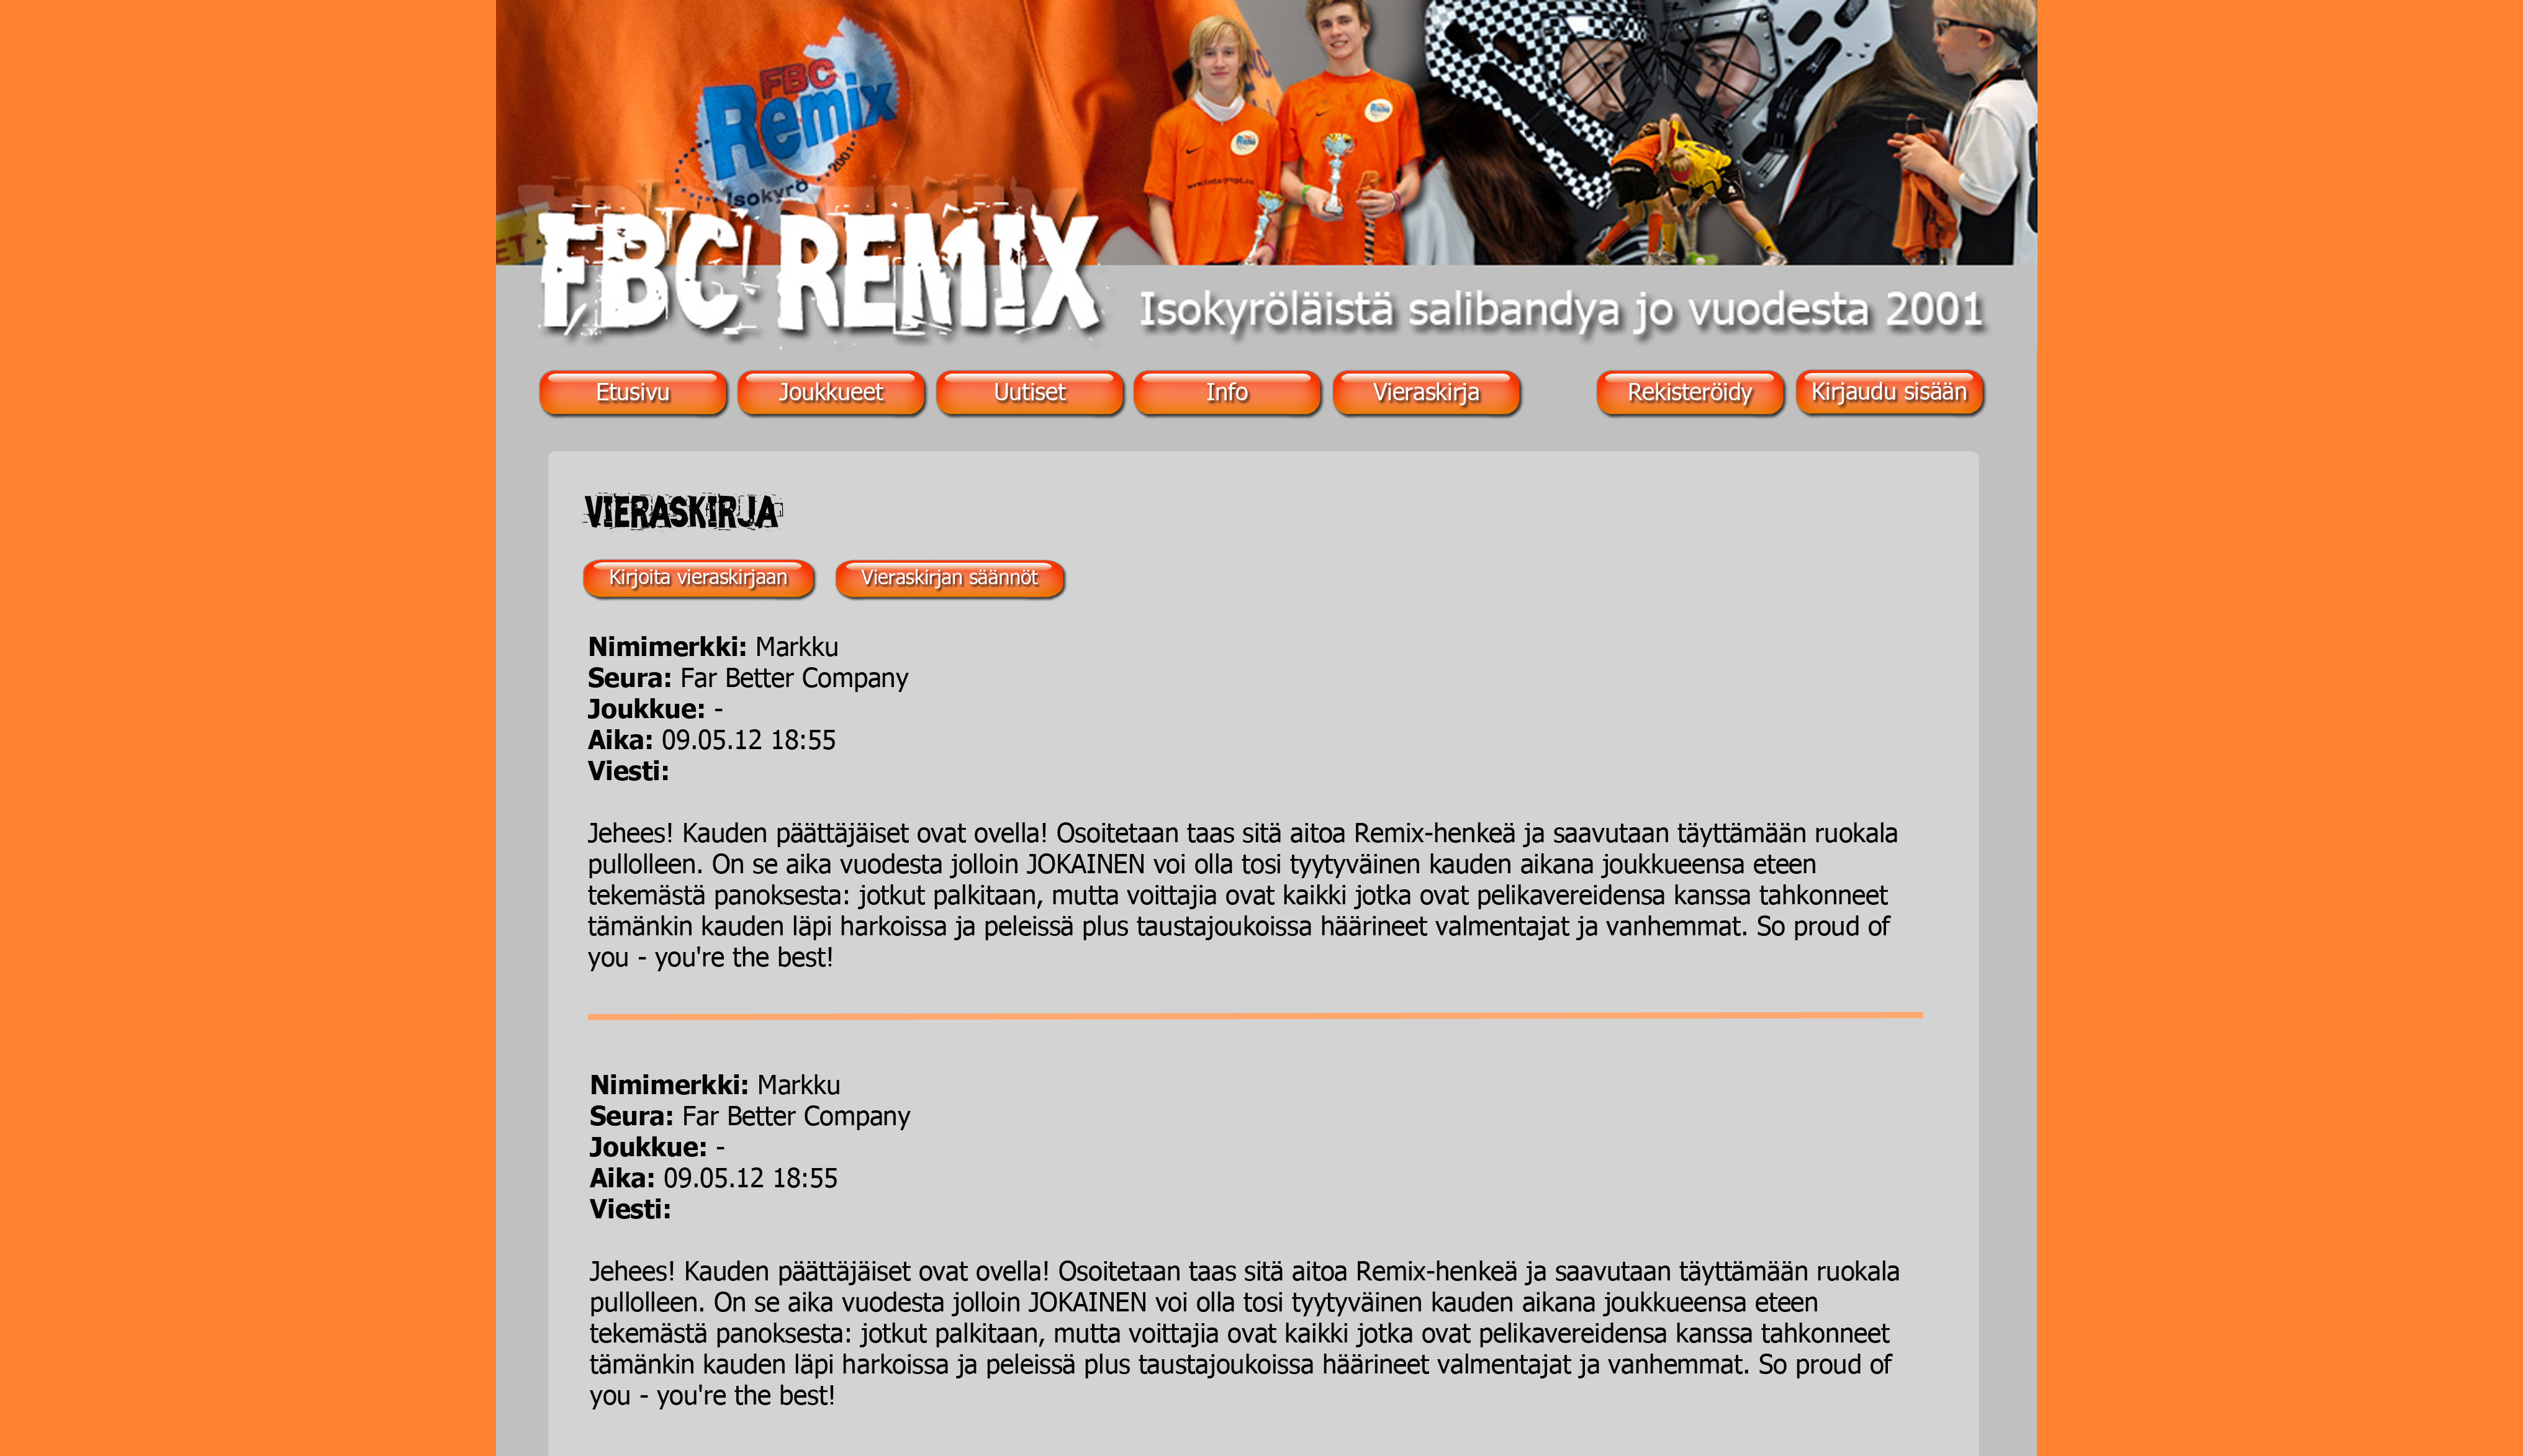 FBC
Remix
Isokyrö
2001
FBC REMIX
Isokyröläistä salibandya jo vuodesta 2001
Etusivu Joukkueet Uutiset Info Vieraskirja Rekisteröidy Kirjaudu sisään
VIERASKIRJA
Kirjoita vieraskirjaan Vieraskirjan säännöt
Nimimerkki: Markku
Seura: Far Better Company
Joukkue: -
Aika: 09.05.12 18:55
Viesti:
Jehees! Kauden päättäjäiset ovat ovella! Osoitetaan taas sitä aitoa Remix-henkeä ja saavutaan täyttämään ruokala
pullolleen. On se aika vuodesta jolloin JOKAINEN voi olla tosi tyytyväinen kauden aikana joukkueensa eteen
tekemästä panoksesta: jotkut palkitaan, mutta voittajia ovat kaikki jotka ovat pelikavereidensa kanssa tahkonneet
tämänkin kauden läpi harkoissa ja peleissä plus taustajoukoissa häärineet valmentajat ja vanhemmat. So proud of
you - you're the best!
Nimimerkki: Markku
Seura: Far Better Company
Joukkue: -
Aika: 09.05.12 18:55
Viesti:
Jehees! Kauden päättäjäiset ovat ovella! Osoitetaan taas sitä aitoa Remix-henkeä ja saavutaan täyttämään ruokala
pullolleen. On se aika vuodesta jolloin JOKAINEN voi olla tosi tyytyväinen kauden aikana joukkueensa eteen
tekemästä panoksesta: jotkut palkitaan, mutta voittajia ovat kaikki jotka ovat pelikavereidensa kanssa tahkonneet
tämänkin kauden läpi harkoissa ja peleissä plus taustajoukoissa häärineet valmentajat ja vanhemmat. So proud of
you - you're the best!